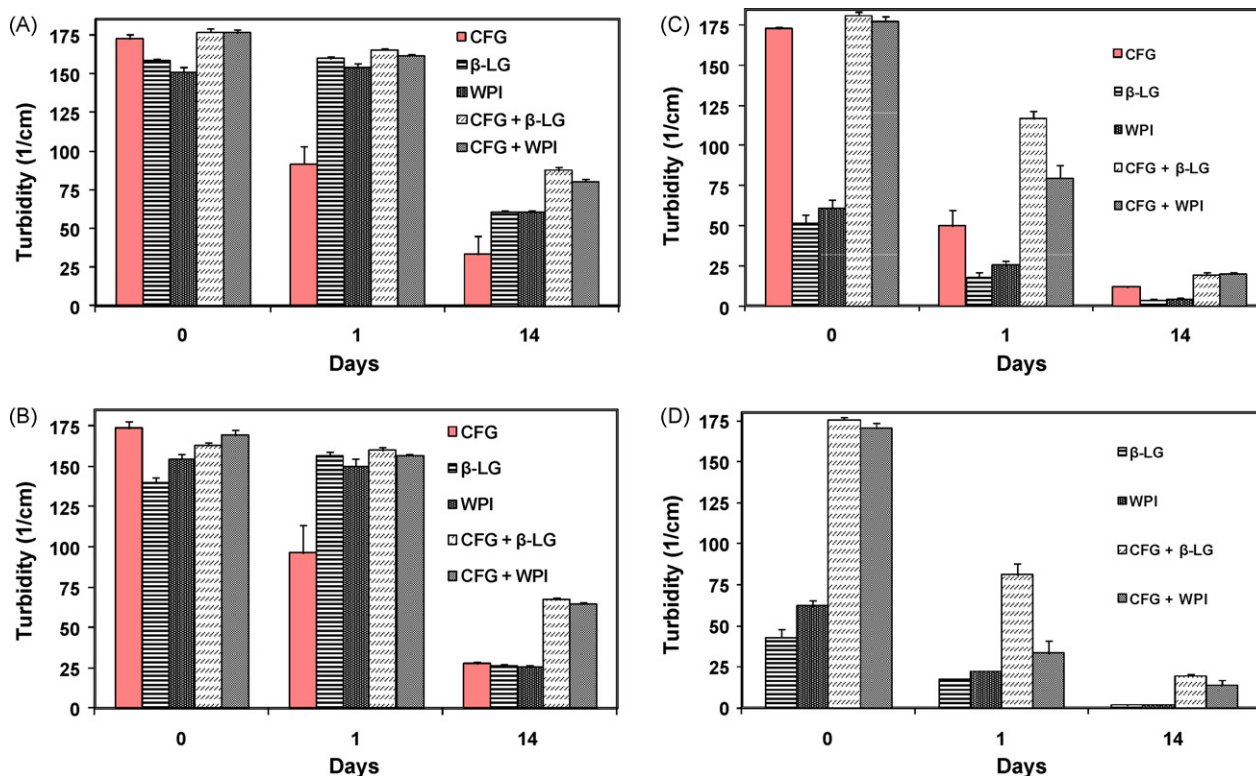 (A)
Turbidity (1/cm)
175
150
125
100
75
50
25
0
CFG
β-LG
WPI
CFG + β-LG
CFG + WPI
0 1 14
Days
(B)
Turbidity (1/cm)
175
150
125
100
75
50
25
0
CFG
β-LG
WPI
CFG + β-LG
CFG + WPI
0 1 14
Days
(C)
Turbidity (1/cm)
175
150
125
100
75
50
25
0
CFG
β-LG
WPI
CFG + β-LG
CFG + WPI
0 1 14
Days
(D)
Turbidity (1/cm)
175
150
125
100
75
50
25
0
β-LG
WPI
CFG + β-LG
CFG + WPI
0 1 14
Days